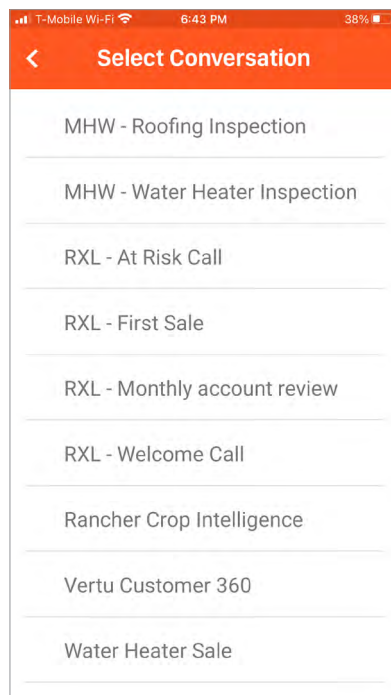 T-Mobile Wi-Fi 6:43 PM 38%
Select Conversation
MHW - Roofing Inspection
MHW - Water Heater Inspection
RXL - At Risk Call
RXL - First Sale
RXL - Monthly account review
RXL - Welcome Call
Rancher Crop Intelligence
Vertu Customer 360
Water Heater Sale